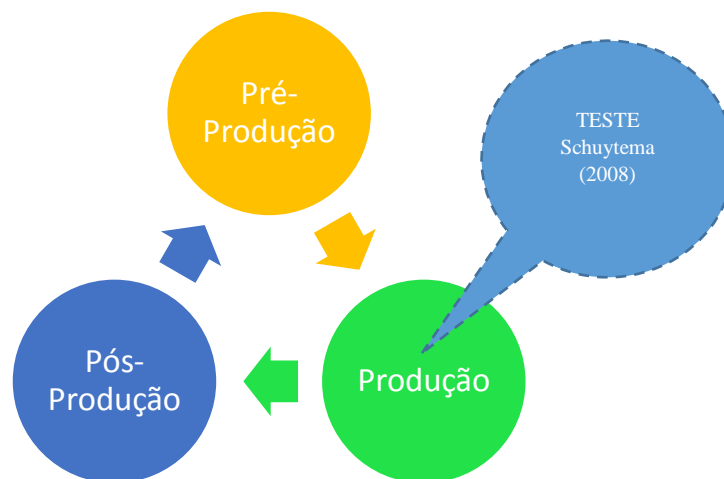 Pré-
Produção
TESTE
Schuytema
(2008)
Produção
Pós-
Produção